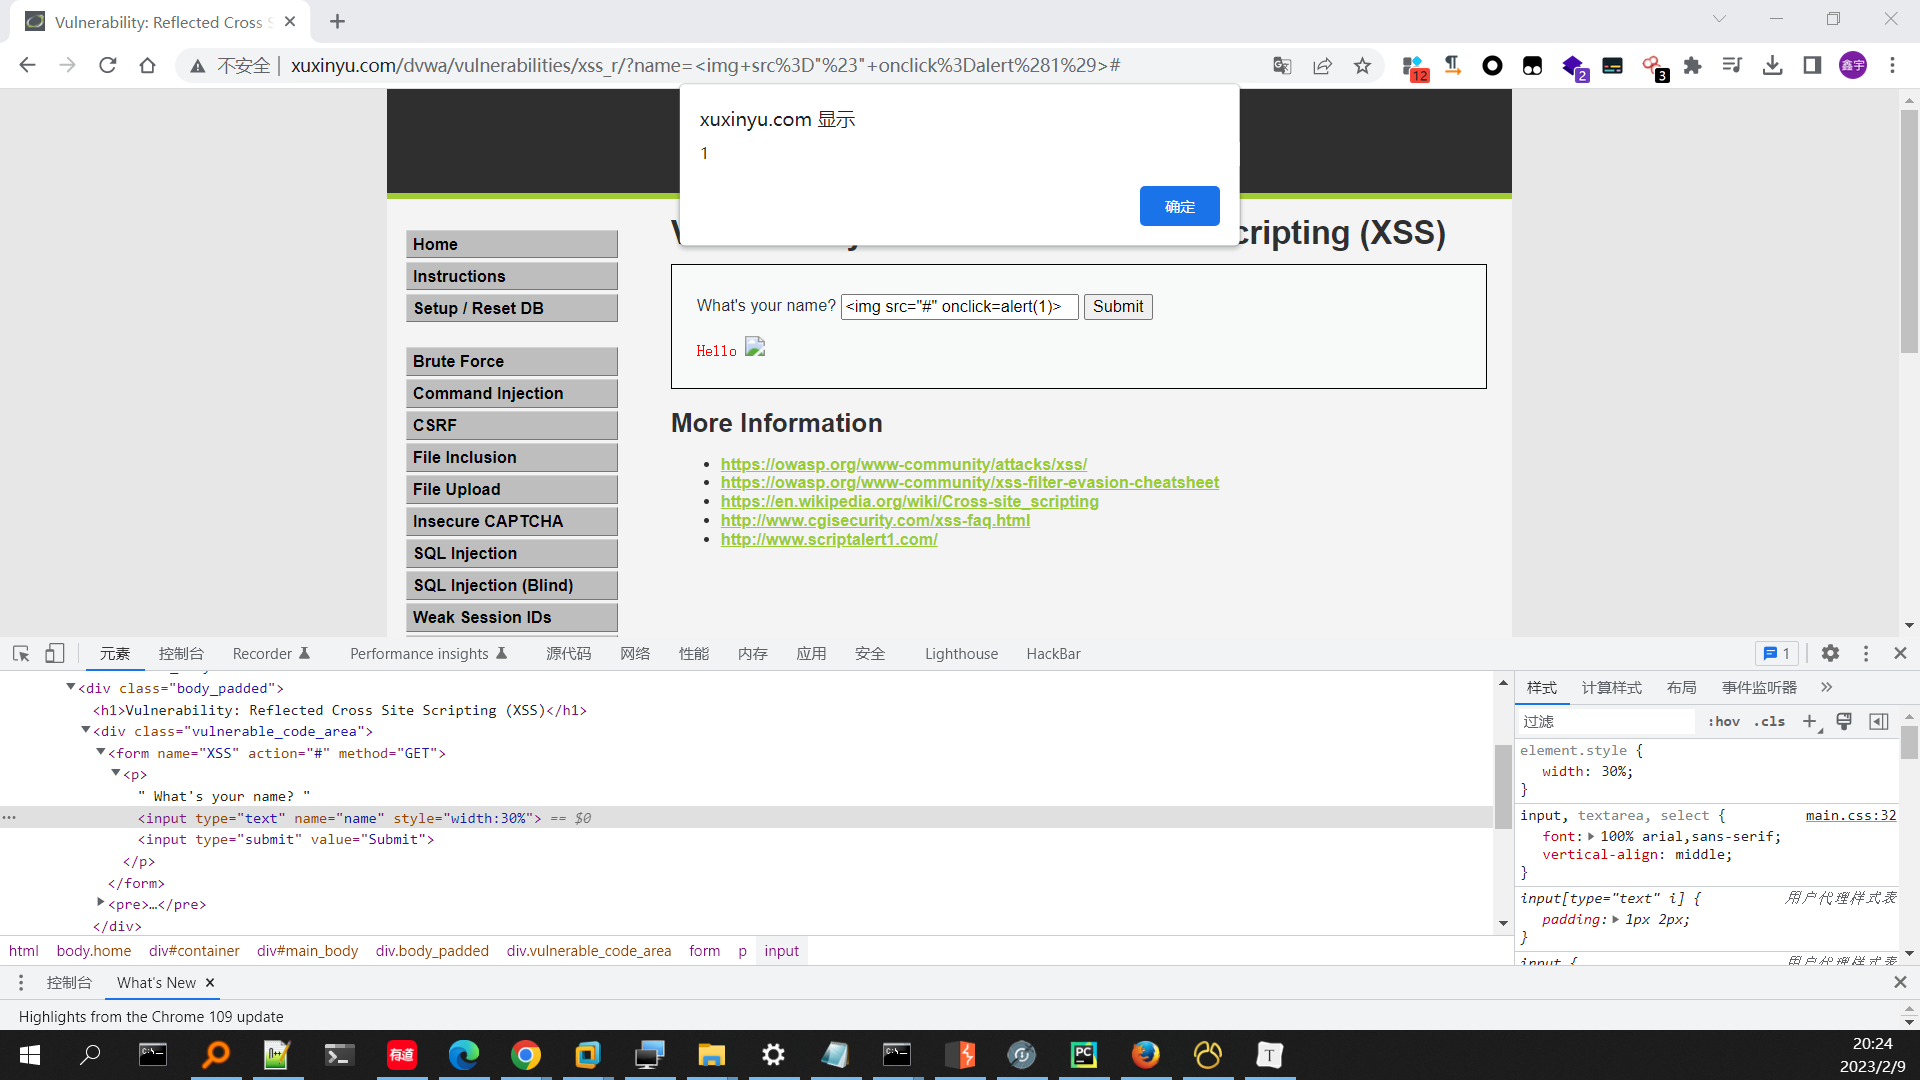 Vulnerability: Reflected Cross S
不安全 | xuxinyu.com/dvwa/vulnerabilities/xss_r/?name=<img+src%3D"%23"+onclick%3Dalert%281%29>#
12
2
3
鑫宇
xuxinyu.com 显示
1
确定
cripting (XSS)
Home
Instructions
Setup / Reset DB
Brute Force
Command Injection
CSRF
File Inclusion
File Upload
Insecure CAPTCHA
SQL Injection
SQL Injection (Blind)
Weak Session IDs
What's your name? <img src="#" onclick=alert(1)> Submit
Hello
More Information
https://owasp.org/www-community/attacks/xss/
https://owasp.org/www-community/xss-filter-evasion-cheatsheet
https://en.wikipedia.org/wiki/Cross-site_scripting
http://www.cgisecurity.com/xss-faq.html
http://www.scriptalert1.com/
元素 控制台 Recorder Performance insights 源代码 网络 性能 内存 应用 安全 Lighthouse HackBar 1
<div class="body_padded">
<h1>Vulnerability: Reflected Cross Site Scripting (XSS)</h1>
<div class="vulnerable_code_area">
<form name="XSS" action="#" method="GET">
<p>
" What's your name? "
<input type="text" name="name" style="width:30%"> == $0
<input type="submit" value="Submit">
</p>
</form>
<pre>…</pre>
</div>
样式 计算样式 布局 事件监听器 »
过滤 :hov .cls +
element.style {
width: 30%;
}
input, textarea, select { main.css:32
font: 100% arial,sans-serif;
vertical-align: middle;
}
input[type="text" i] { 用户代理样式表
padding: 1px 2px;
}
input { 用户代理样式表
html body.home div#container div#main_body div.body_padded div.vulnerable_code_area form p input
控制台 What's New ×
Highlights from the Chrome 109 update
有道
PC
T
20:24
2023/2/9